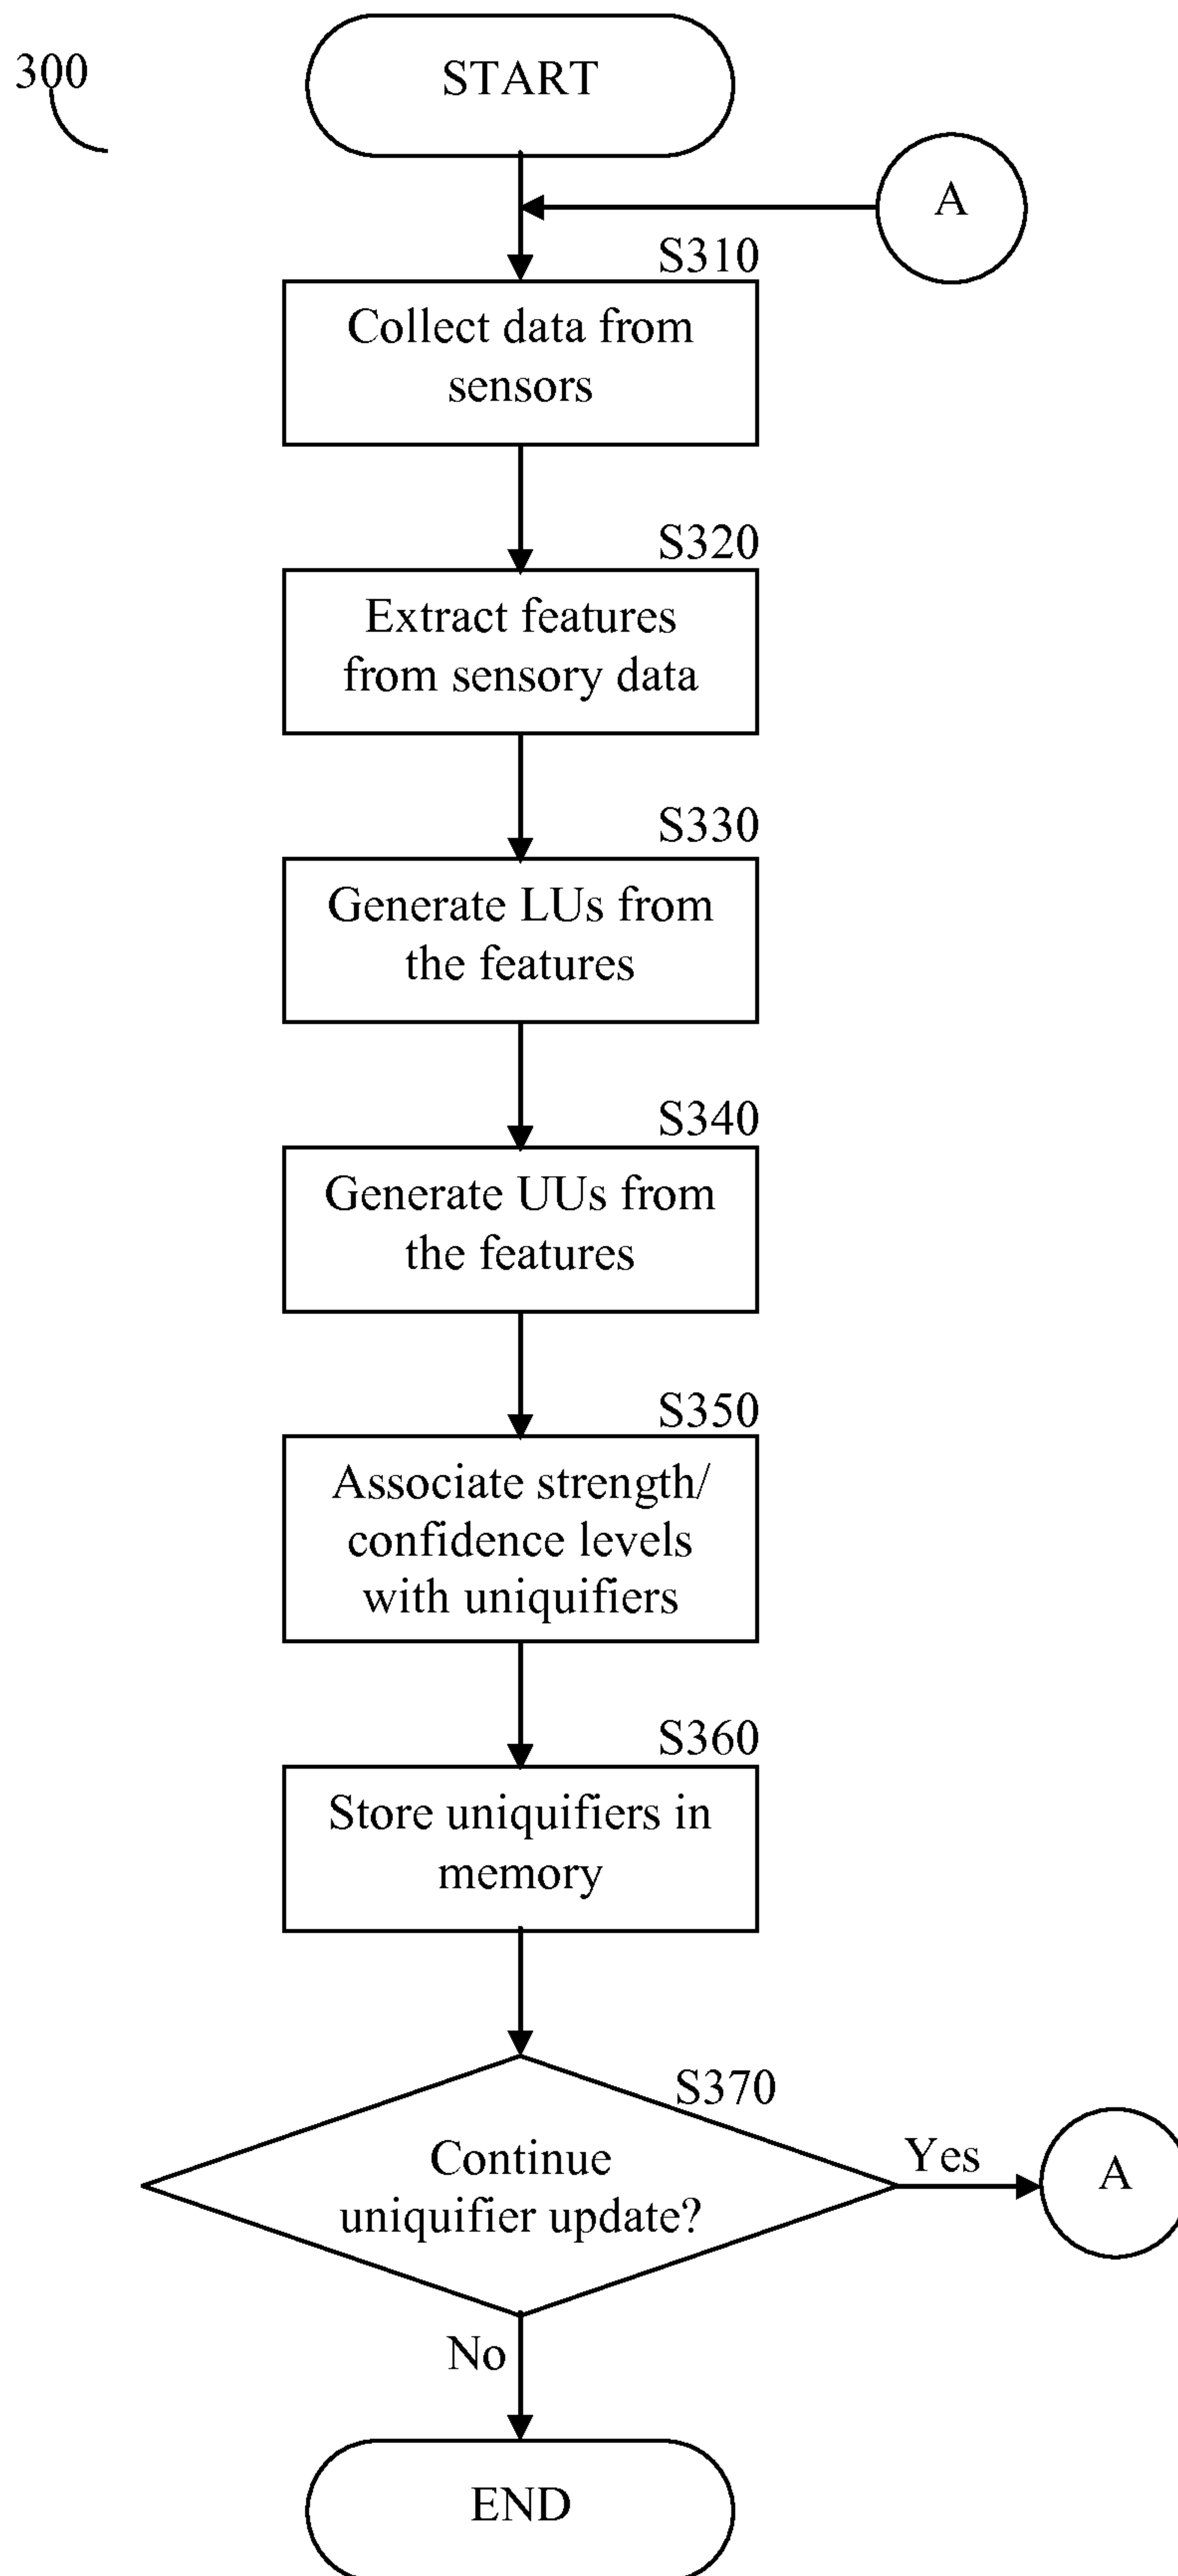 300
START
A
S310
Collect data from
sensors
S320
Extract features
from sensory data
S330
Generate LUs from
the features
S340
Generate UUs from
the features
S350
Associate strength/
confidence levels
with uniquifiers
S360
Store uniquifiers in
memory
S370
Continue
uniquifier update?
Yes
A
No
END